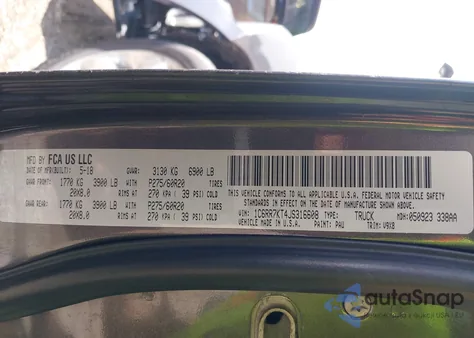 MFD BY FCA US LLC
DATE OF MFR(BUILT): 5-18 GVWR: 3130 KG 6900 LB
GAWR FRONT: 1770 KG 3900 LB WITH P275/60R20 TIRES
20X8.0 RIMS AT 270 KPA ( 39 PSI) COLD
GAWR REAR: 1770 KG 3900 LB WITH P275/60R20 TIRES
20X8.0 RIMS AT 270 KPA ( 39 PSI) COLD
THIS VEHICLE CONFORMS TO ALL APPLICABLE U.S.A. FEDERAL MOTOR VEHICLE
SAFETY STANDARDS IN EFFECT ON THE DATE OF MANUFACTURE SHOWN ABOVE.
VIN: 1C6RR7KT4JS316608 TYPE: TRUCK MDH: 050923 338AA
MADE IN U.S.A. PAINT: PAU TRIM: V9X8
autoSnap